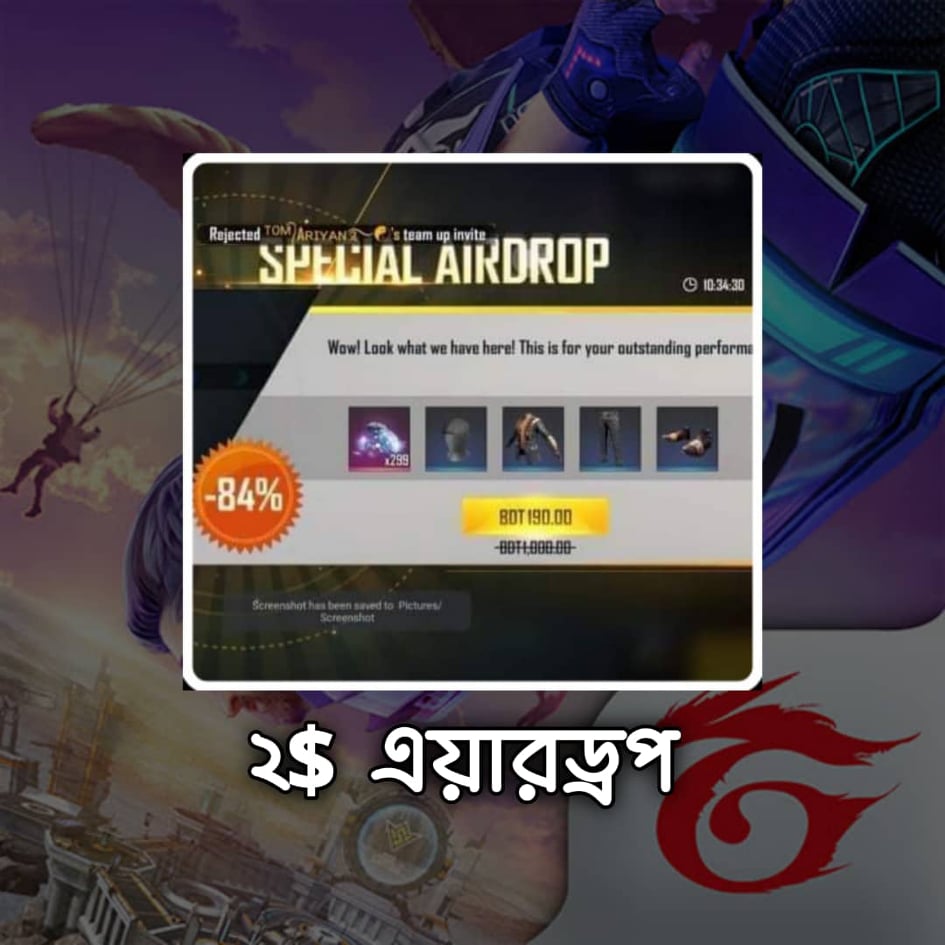 Rejected TOM ARIYAN's team up invite
SPECIAL AIRDROP
10:34:30
Wow! Look what we have here! This is for your outstanding performa
x299
-84%
BDT190.00
BDT1,000.00
Screenshot has been saved to Pictures/
Screenshot
২$ এয়ারড্রপ